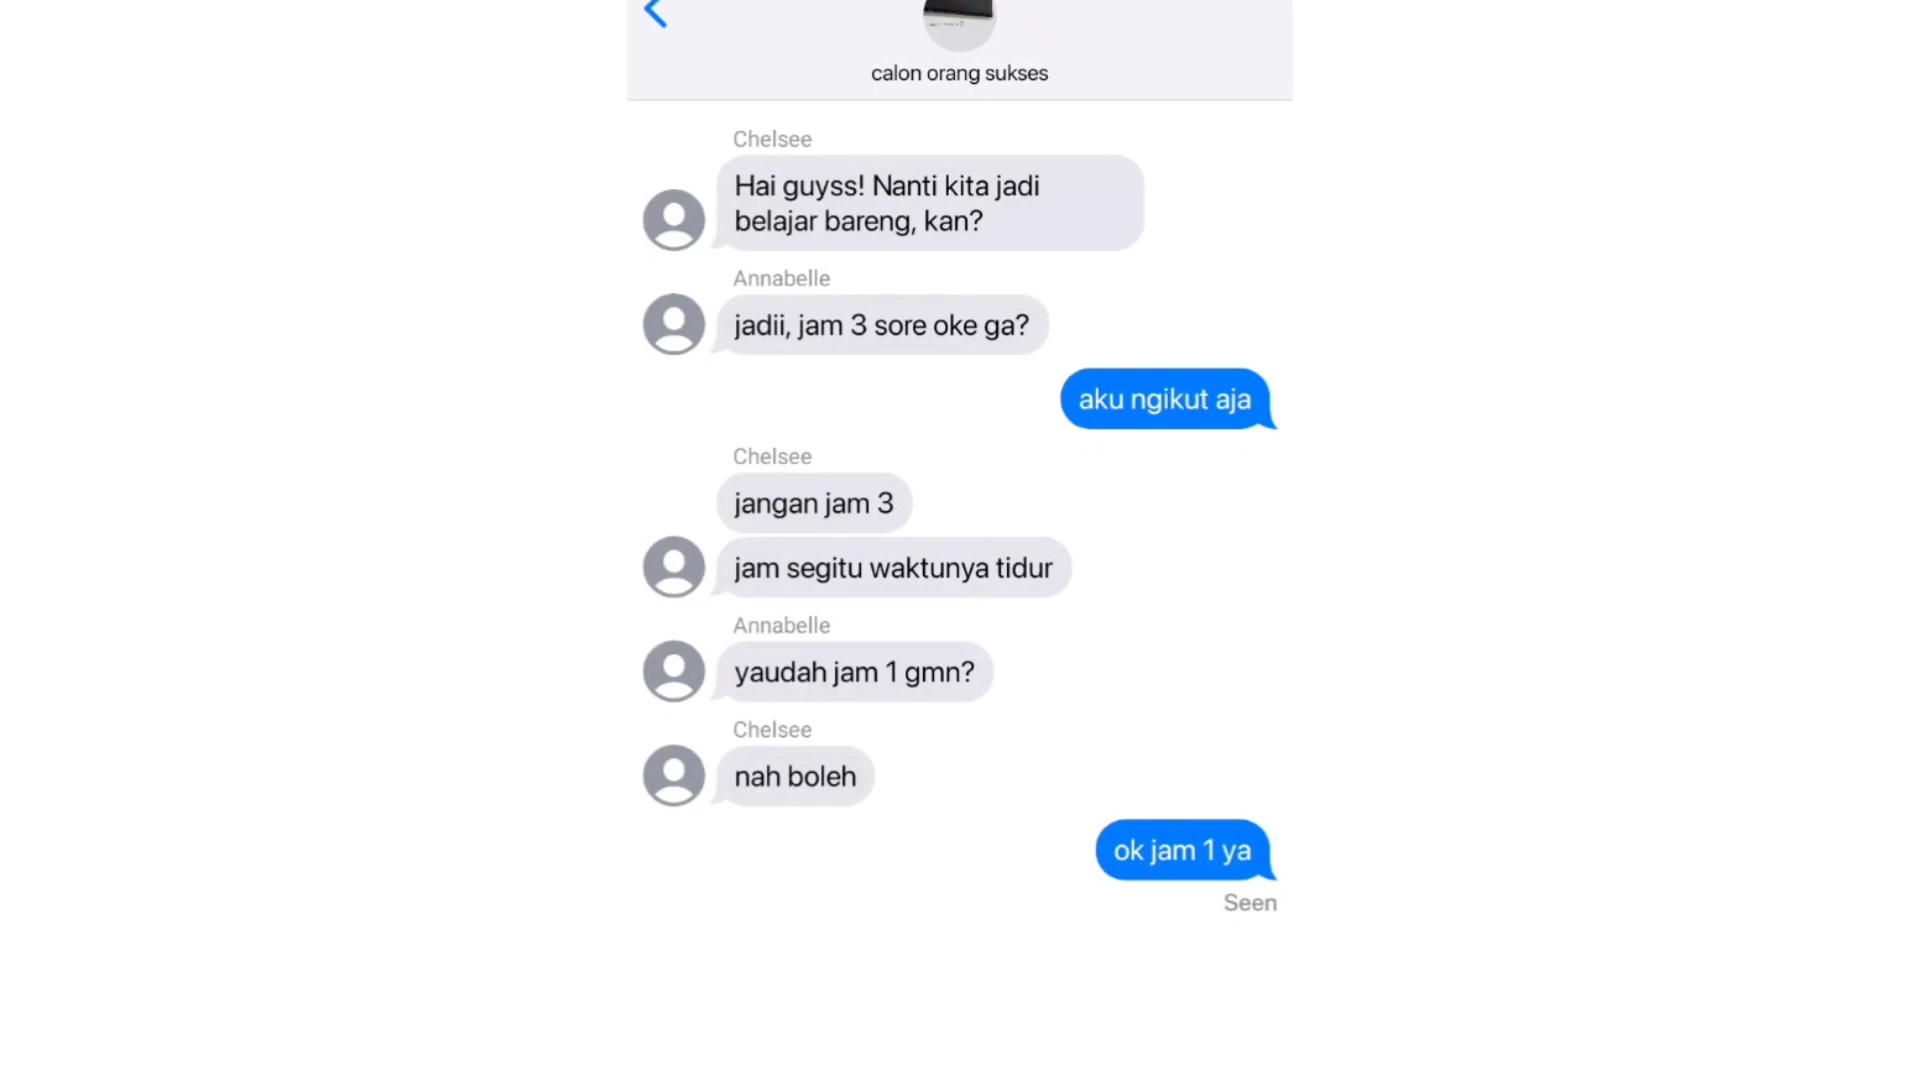 calon orang sukses
Chelsee
Hai guyss! Nanti kita jadi
belajar bareng, kan?
Annabelle
jadii, jam 3 sore oke ga?
aku ngikut aja
Chelsee
jangan jam 3
jam segitu waktunya tidur
Annabelle
yaudah jam 1 gmn?
Chelsee
nah boleh
ok jam 1 ya
Seen